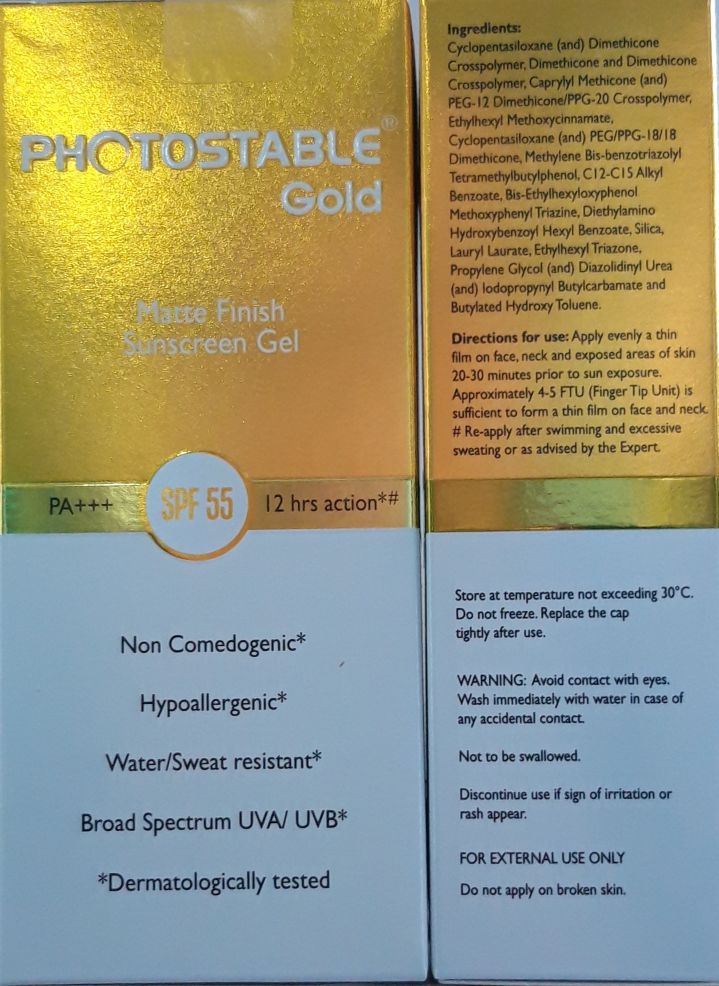 PHOTOSTABLE®
Gold
Matte Finish
Sunscreen Gel
PA+++
SPF 55
12 hrs action*#
Non Comedogenic*
Hypoallergenic*
Water/Sweat resistant*
Broad Spectrum UVA/ UVB*
*Dermatologically tested
Ingredients:
Cyclopentasiloxane (and) Dimethicone
Crosspolymer, Dimethicone and Dimethicone
Crosspolymer, Caprylyl Methicone (and)
PEG-12 Dimethicone/PPG-20 Crosspolymer,
Ethylhexyl Methoxycinnamate,
Cyclopentasiloxane (and) PEG/PPG-18/18
Dimethicone, Methylene Bis-benzotriazolyl
Tetramethylbutylphenol, C12-C15 Alkyl
Benzoate, Bis-Ethylhexyloxyphenol
Methoxyphenyl Triazine, Diethylamino
Hydroxybenzoyl Hexyl Benzoate, Silica,
Lauryl Laurate, Ethylhexyl Triazone,
Propylene Glycol (and) Diazolidinyl Urea
(and) Iodopropynyl Butylcarbamate and
Butylated Hydroxy Toluene.
Directions for use: Apply evenly a thin
film on face, neck and exposed areas of skin
20-30 minutes prior to sun exposure.
Approximately 4-5 FTU (Finger Tip Unit) is
sufficient to form a thin film on face and neck.
# Re-apply after swimming and excessive
sweating or as advised by the Expert.
Store at temperature not exceeding 30°C.
Do not freeze. Replace the cap
tightly after use.
WARNING: Avoid contact with eyes.
Wash immediately with water in case of
any accidental contact.
Not to be swallowed.
Discontinue use if sign of irritation or
rash appear.
FOR EXTERNAL USE ONLY
Do not apply on broken skin.